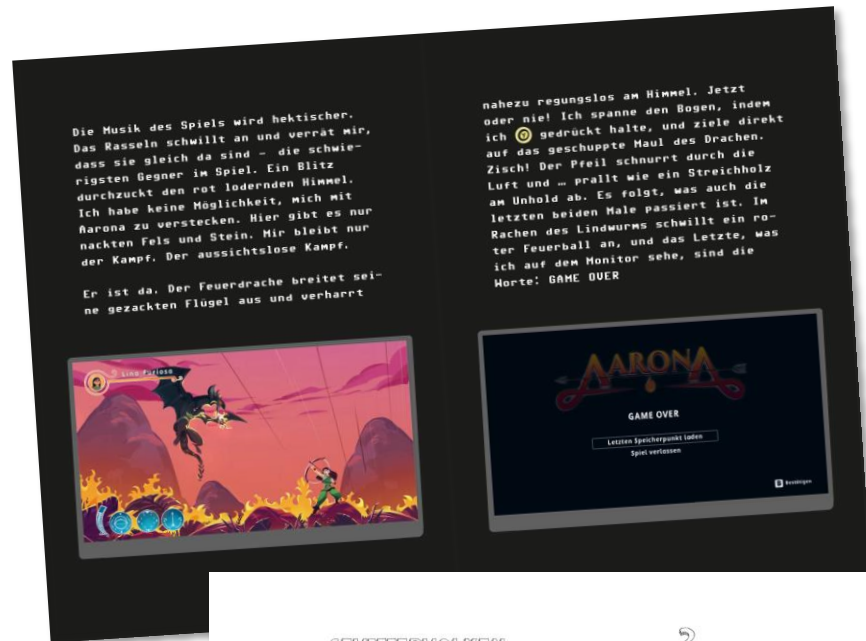 Die Musik des Spiels wird hektischer.
Das Rasseln schwillt an und verrät mir,
dass sie gleich da sind – die schwie-
rigsten Gegner im Spiel. Ein Blitz
durchzuckt den rot lodernden Himmel.
Ich habe keine Möglichkeit, mich mit
Aarona zu verstecken. Hier gibt es nur
nackten Fels und Stein. Mir bleibt nur
der Kampf. Der aussichtslose Kampf.
Er ist da. Der Feuerdrache breitet sei-
ne gezackten Flügel aus und verharrt
Lina Furiosa
nahezu regungslos am Himmel. Jetzt
oder nie! Ich spanne den Bogen, indem
ich gedrückt halte, und ziele direkt
auf das geschuppte Maul des Drachen.
Zisch! Der Pfeil schnurrt durch die
Luft und … prallt wie ein Streichholz
am Unhold ab. Es folgt, was auch die
letzten beiden Male passiert ist. Im
Rachen des Lindwurms schwillt ein ro-
ter Feuerball an, und das Letzte, was
ich auf dem Monitor sehe, sind die
Worte: GAME OVER
AARONA
GAME OVER
Letzten Speicherpunkt laden
Spiel verlassen
Bestätigen